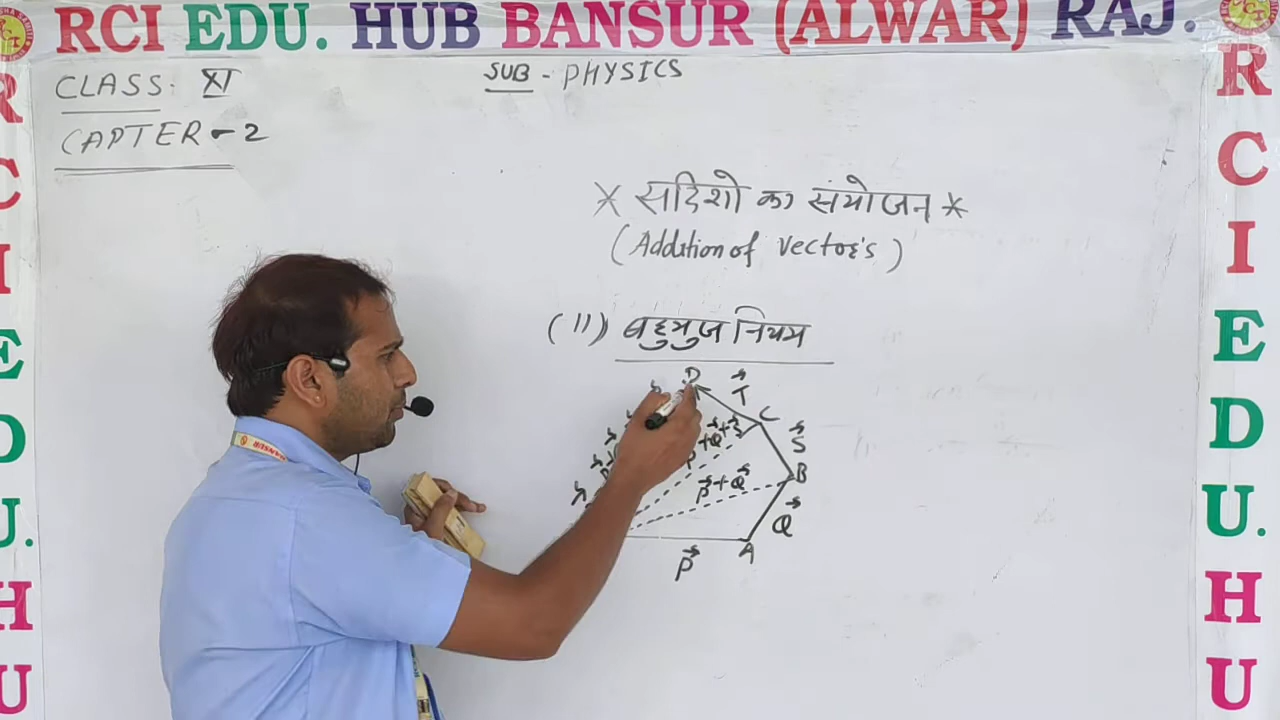 RCI EDU. HUB BANSUR (ALWAR) RAJ.
CLASS. XI
SUB - PHYSICS
CAPTER - 2
* सदिशो का संयोजन *
(Addition of Vector's)
(11) बहुभुज नियम
D
T
C
P+Q+S
S
B
P+Q
Q
A
P
R
C
I
E
D
U.
H
U